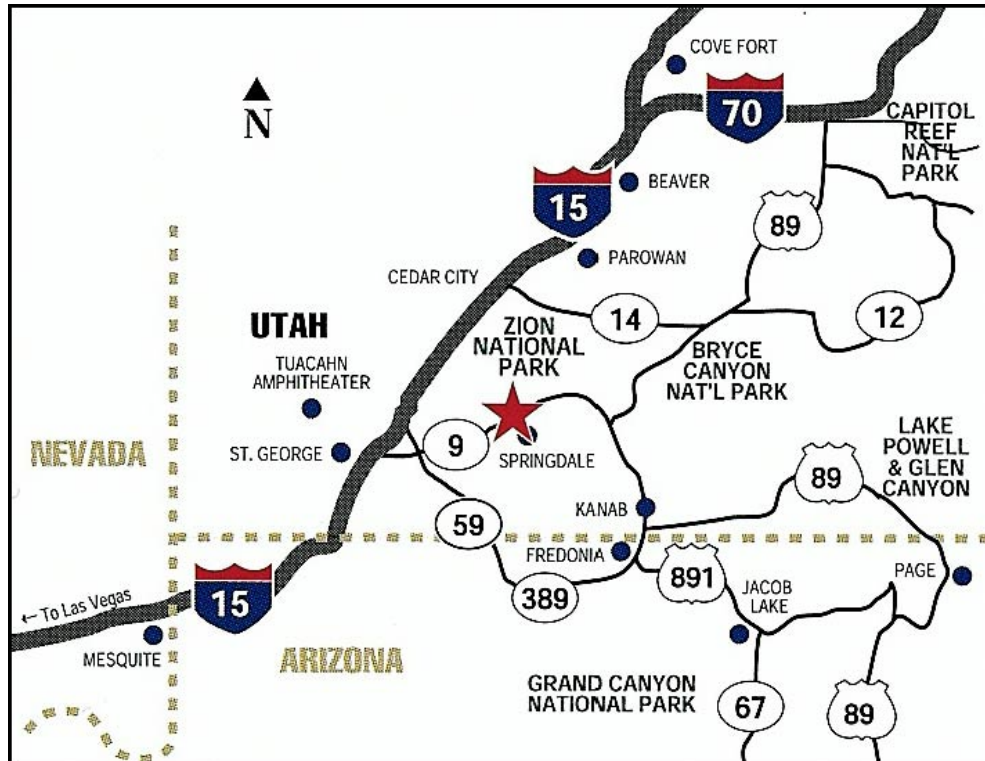 COVE FORT
N
70
CAPITOL
REEF
NAT'L
PARK
15
BEAVER
89
CEDAR CITY
PAROWAN
UTAH
ZION
NATIONAL
PARK
14
12
BRYCE
CANYON
NAT'L PARK
TUACAHN
AMPHITHEATER
NEVADA
ST. GEORGE
9
SPRINGDALE
LAKE
POWELL
& GLEN
CANYON
89
59
KANAB
FREDONIA
389
891
JACOB
LAKE
PAGE
← To Las Vegas
15
MESQUITE
ARIZONA
GRAND CANYON
NATIONAL PARK
67
89